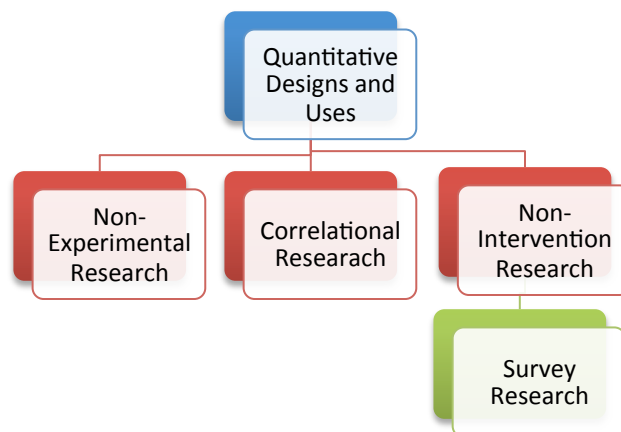 Quantitative
Designs and
Uses
Non-
Experimental
Research
Correlational
Researach
Non-
Intervention
Research
Survey
Research